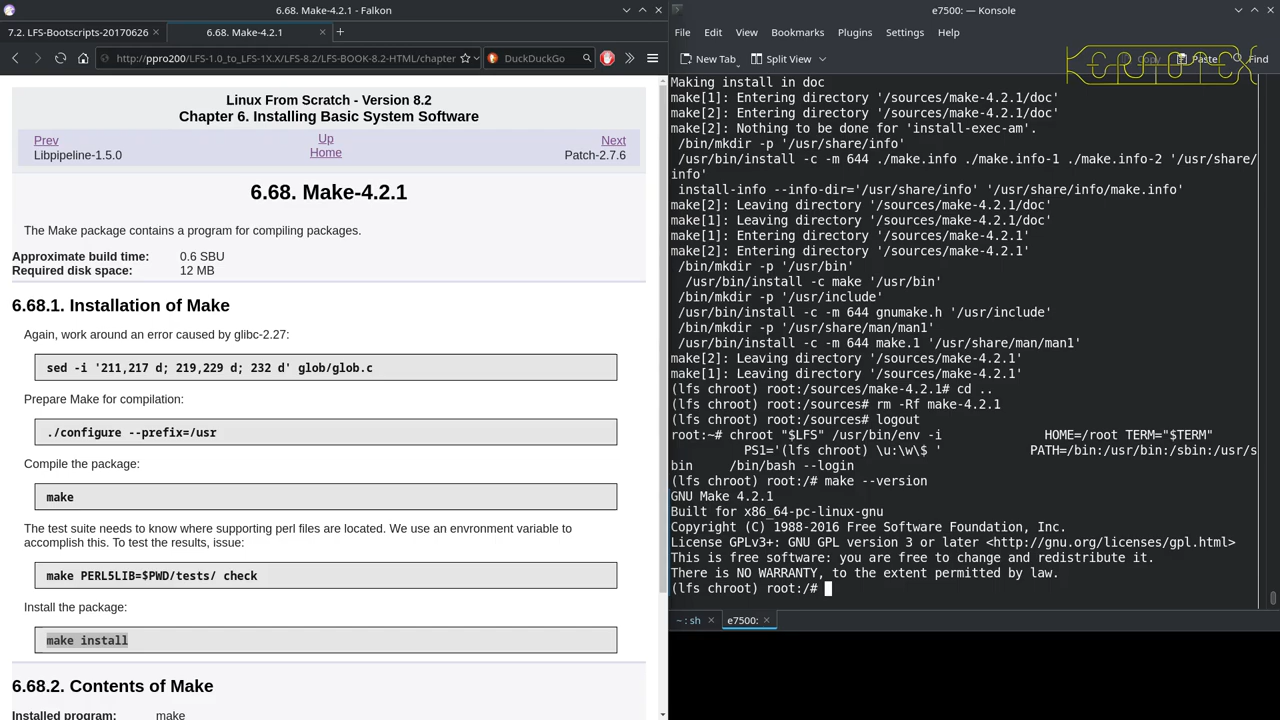 6.68. Make-4.2.1 - Falkon
7.2. LFS-Bootscripts-20170626
6.68. Make-4.2.1
http://ppro200/LFS-1.0_to_LFS-1X.X/LFS-8.2/LFS-BOOK-8.2-HTML/chapter
DuckDuckGo
Linux From Scratch - Version 8.2
Chapter 6. Installing Basic System Software
Prev
Up
Next
Libpipeline-1.5.0
Home
Patch-2.7.6
6.68. Make-4.2.1
The Make package contains a program for compiling packages.
Approximate build time: 0.6 SBU
Required disk space: 12 MB
6.68.1. Installation of Make
Again, work around an error caused by glibc-2.27:
sed -i '211,217 d; 219,229 d; 232 d' glob/glob.c
Prepare Make for compilation:
./configure --prefix=/usr
Compile the package:
make
The test suite needs to know where supporting perl files are located. We use an envronment variable to
accomplish this. To test the results, issue:
make PERL5LIB=$PWD/tests/ check
Install the package:
make install
6.68.2. Contents of Make
Installed program: make
e7500: — Konsole
File Edit View Bookmarks Plugins Settings Help
New Tab Split View Copy Paste Find
Making install in doc
make[1]: Entering directory '/sources/make-4.2.1/doc'
make[2]: Entering directory '/sources/make-4.2.1/doc'
make[2]: Nothing to be done for 'install-exec-am'.
/bin/mkdir -p '/usr/share/info'
/usr/bin/install -c -m 644 ./make.info ./make.info-1 ./make.info-2 '/usr/share/
info'
install-info --info-dir='/usr/share/info' '/usr/share/info/make.info'
make[2]: Leaving directory '/sources/make-4.2.1/doc'
make[1]: Leaving directory '/sources/make-4.2.1/doc'
make[1]: Entering directory '/sources/make-4.2.1'
make[2]: Entering directory '/sources/make-4.2.1'
/bin/mkdir -p '/usr/bin'
/usr/bin/install -c make '/usr/bin'
/bin/mkdir -p '/usr/include'
/usr/bin/install -c -m 644 gnumake.h '/usr/include'
/bin/mkdir -p '/usr/share/man/man1'
/usr/bin/install -c -m 644 make.1 '/usr/share/man/man1'
make[2]: Leaving directory '/sources/make-4.2.1'
make[1]: Leaving directory '/sources/make-4.2.1'
(lfs chroot) root:/sources/make-4.2.1# cd ..
(lfs chroot) root:/sources# rm -Rf make-4.2.1
(lfs chroot) root:/sources# logout
root:~# chroot "$LFS" /usr/bin/env -i HOME=/root TERM="$TERM"
PS1='(lfs chroot) \u:\w\$ ' PATH=/bin:/usr/bin:/sbin:/usr/s
bin /bin/bash --login
(lfs chroot) root:/# make --version
GNU Make 4.2.1
Built for x86_64-pc-linux-gnu
Copyright (C) 1988-2016 Free Software Foundation, Inc.
License GPLv3+: GNU GPL version 3 or later <http://gnu.org/licenses/gpl.html>
This is free software: you are free to change and redistribute it.
There is NO WARRANTY, to the extent permitted by law.
(lfs chroot) root:/#
~ : sh
e7500: